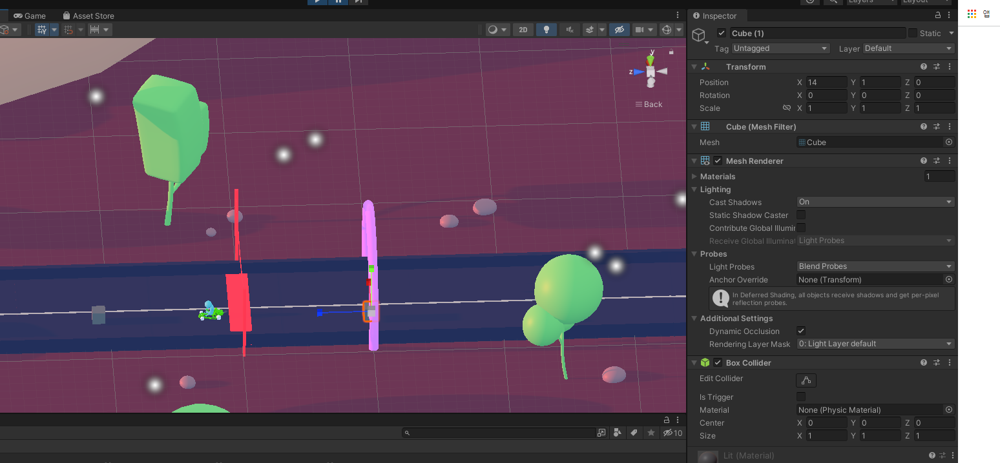 Layers
Layout
Game
Asset Store
Inspector
2D
Cube (1)
Static
Tag Untagged
Layer Default
Transform
Position X 14 Y 1 Z 0
Rotation X 0 Y 0 Z 0
Scale X 1 Y 1 Z 1
Cube (Mesh Filter)
Mesh Cube
Mesh Renderer
Materials 1
Lighting
Cast Shadows On
Static Shadow Caster
Contribute Global Illumir
Receive Global Illuminat Light Probes
Probes
Light Probes Blend Probes
Anchor Override None (Transform)
In Deferred Shading, all objects receive shadows and get per-pixel
reflection probes.
Additional Settings
Dynamic Occlusion
Rendering Layer Mask 0: Light Layer default
Box Collider
Edit Collider
Is Trigger
Material None (Physic Material)
Center X 0 Y 0 Z 0
Size X 1 Y 1 Z 1
Lit (Material)
y
z
Back
10